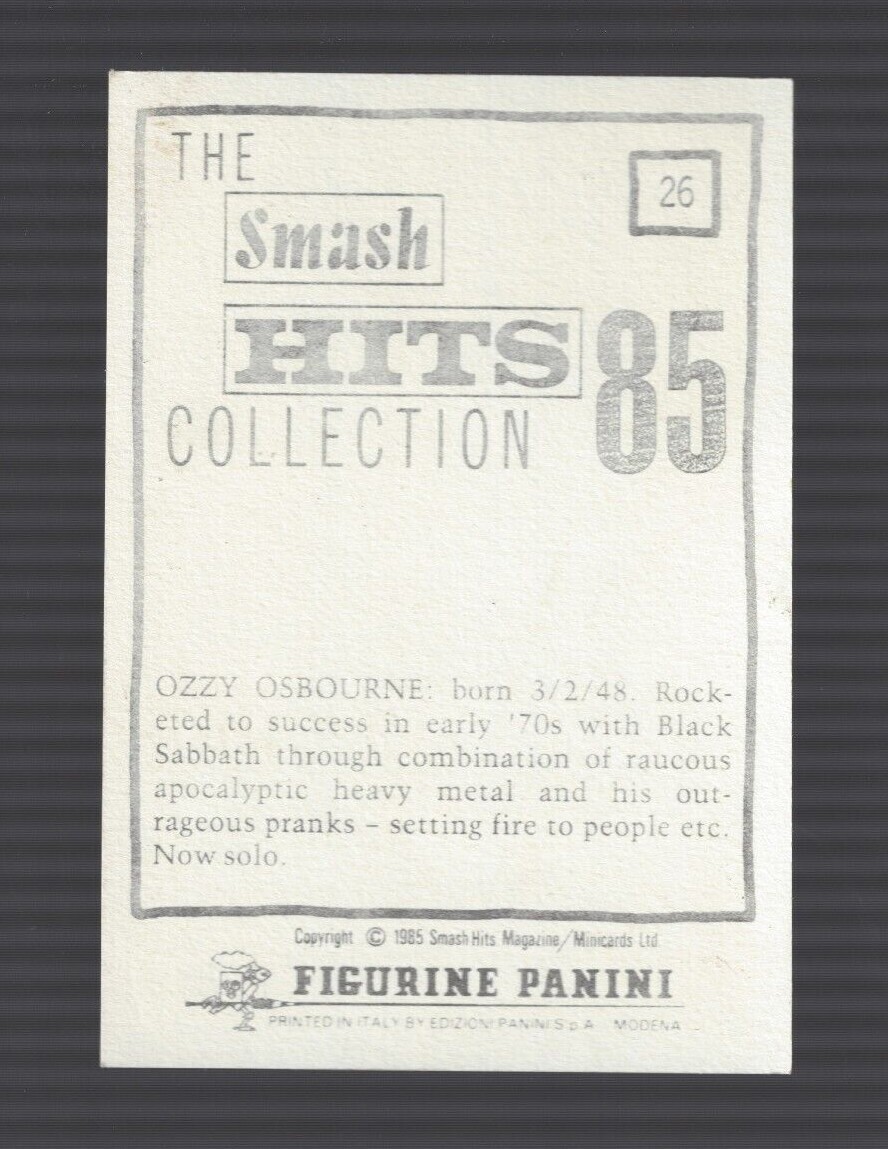 THE
26
Smash
HITS
85
COLLECTION
OZZY OSBOURNE: born 3/2/48. Rock-
eted to success in early '70s with Black
Sabbath through combination of raucous
apocalyptic heavy metal and his out-
rageous pranks – setting fire to people etc.
Now solo.
Copyright © 1985 Smash Hits Magazine/Minicards Ltd
FIGURINE PANINI
PRINTED IN ITALY BY EDIZIONI PANINI S.p.A. MODENA